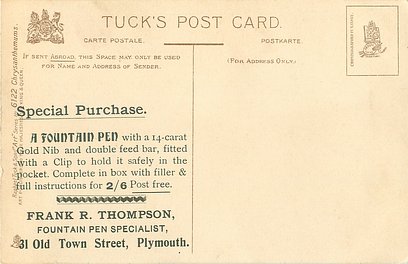 TUCK'S POST CARD.
CARTE POSTALE.
POSTKARTE
IF SENT ABROAD, THIS SPACE MAY ONLY BE USED
FOR NAME AND ADDRESS OF SENDER.
(FOR ADDRESS ONLY.)
6122 Chrysanthemums.
Special Purchase.
A FOUNTAIN PEN with a 14-carat
Gold Nib and double feed bar, fitted
with a Clip to hold it safely in the
pocket. Complete in box with filler &
full instructions for 2/6 Post free.
FRANK R. THOMPSON,
FOUNTAIN PEN SPECIALIST,
31 Old Town Street, Plymouth.